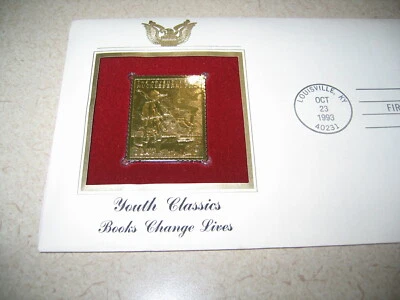 LOUISVILLE, KY
OCT
23
1993
40231
FIR
Youth Classics
Books Change Lives